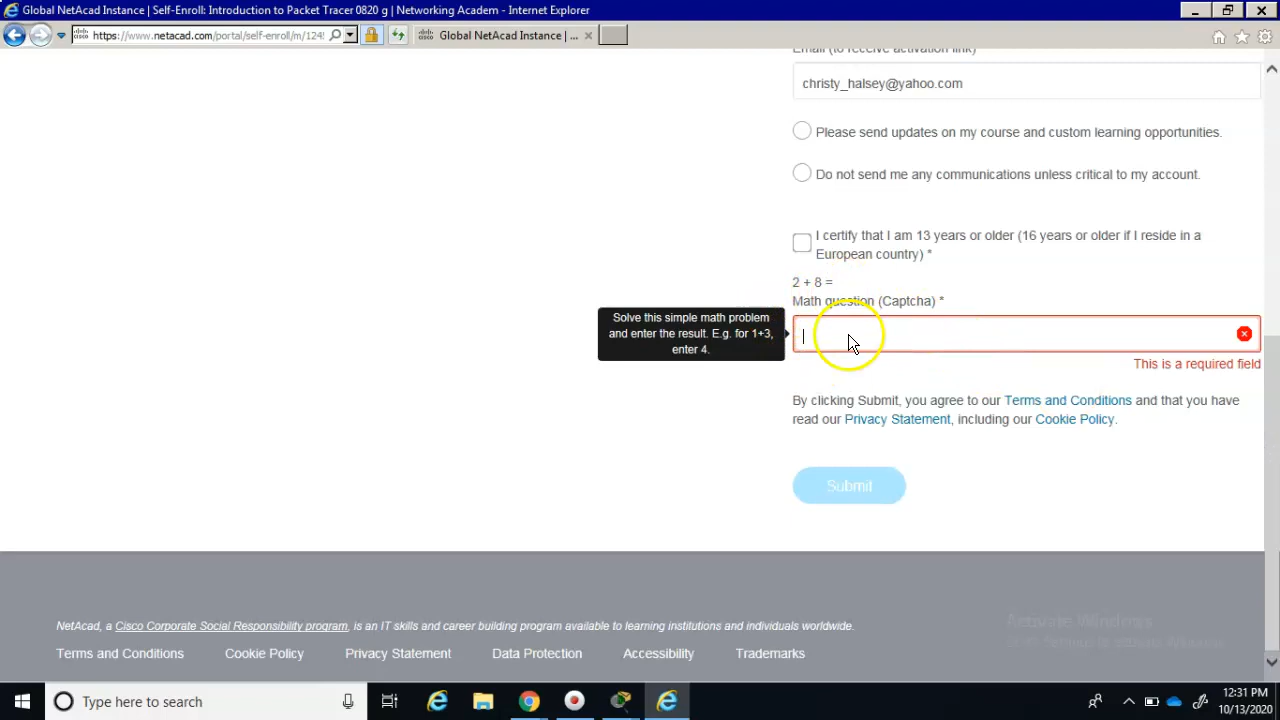 Global NetAcad Instance | Self-Enroll: Introduction to Packet Tracer 0820 g | Networking Academ - Internet Explorer
https://www.netacad.com/portal/self-enroll/m/1245
Global NetAcad Instance | ...
Email (to receive activation link)
christy_halsey@yahoo.com
Please send updates on my course and custom learning opportunities.
Do not send me any communications unless critical to my account.
I certify that I am 13 years or older (16 years or older if I reside in a
European country) *
2 + 8 =
Math question (Captcha) *
Solve this simple math problem
and enter the result. E.g. for 1+3,
enter 4.
This is a required field
By clicking Submit, you agree to our Terms and Conditions and that you have
read our Privacy Statement, including our Cookie Policy.
Submit
Activate Windows
NetAcad, a Cisco Corporate Social Responsibility program, is an IT skills and career building program available to learning institutions and individuals worldwide.
Terms and Conditions Cookie Policy Privacy Statement Data Protection Accessibility Trademarks
Type here to search
12:31 PM
10/13/2020